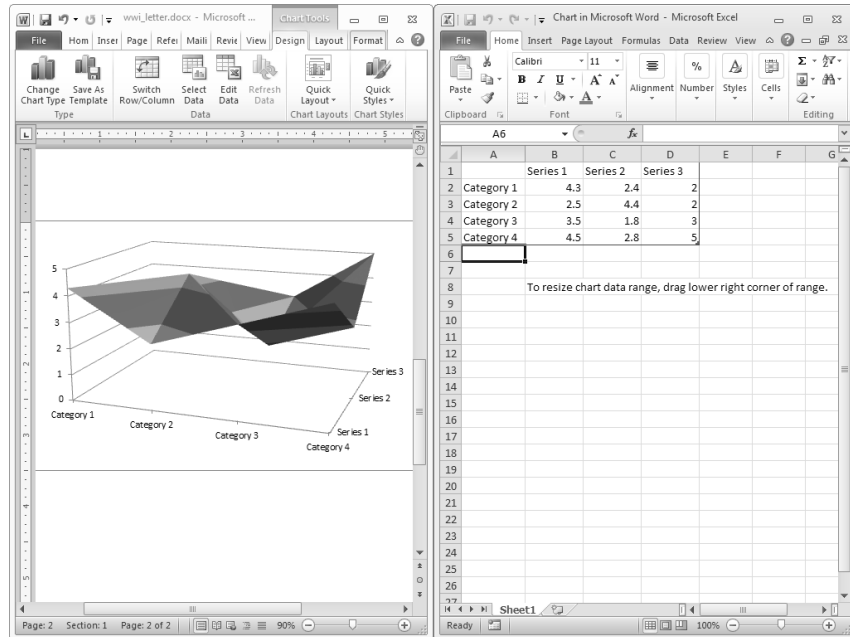 wwi_letter.docx - Microsoft ...
Chart Tools
File Hom Inser Page Refer Maili Revie View Design Layout Format
Change Chart Type
Save As Template
Switch Row/Column
Select Data
Edit Data
Refresh Data
Quick Layout
Quick Styles
Type Data Chart Layouts Chart Styles
5
4
3
2
1
0
Category 1
Category 2
Category 3
Category 4
Series 3
Series 2
Series 1
Page: 2 Section: 1 Page: 2 of 2 90%
Chart in Microsoft Word - Microsoft Excel
File Home Insert Page Layout Formulas Data Review View
Paste
Calibri 11
B I U A A
A
Alignment
% Number
Styles
Cells
Clipboard Font Editing
A6 fx
A B C D E F G
1 Series 1 Series 2 Series 3
2 Category 1 4.3 2.4 2
3 Category 2 2.5 4.4 2
4 Category 3 3.5 1.8 3
5 Category 4 4.5 2.8 5
6
7
8 To resize chart data range, drag lower right corner of range.
9
10
11
12
13
14
15
16
17
18
19
20
21
22
23
24
25
26
27
Sheet1
Ready 100%